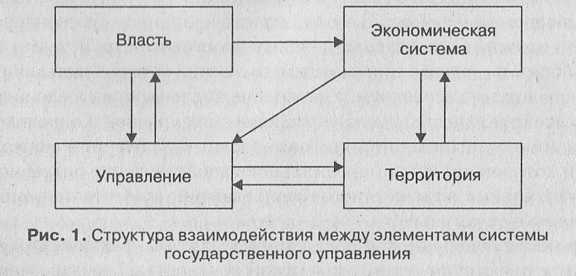 Власть
Экономическая
система
Управление
Территория
Рис. 1. Структура взаимодействия между элементами системы
государственного управления